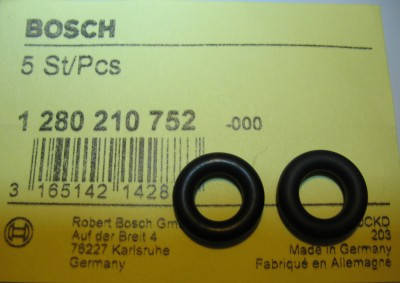 BOSCH
5 St/Pcs
1 280 210 752 -000
3 165142 1428
Robert Bosch Gm
Auf der Breit 4
76227 Karlsruhe
Germany
CKD
203
Made in Germany
Fabriqué en Allemagne